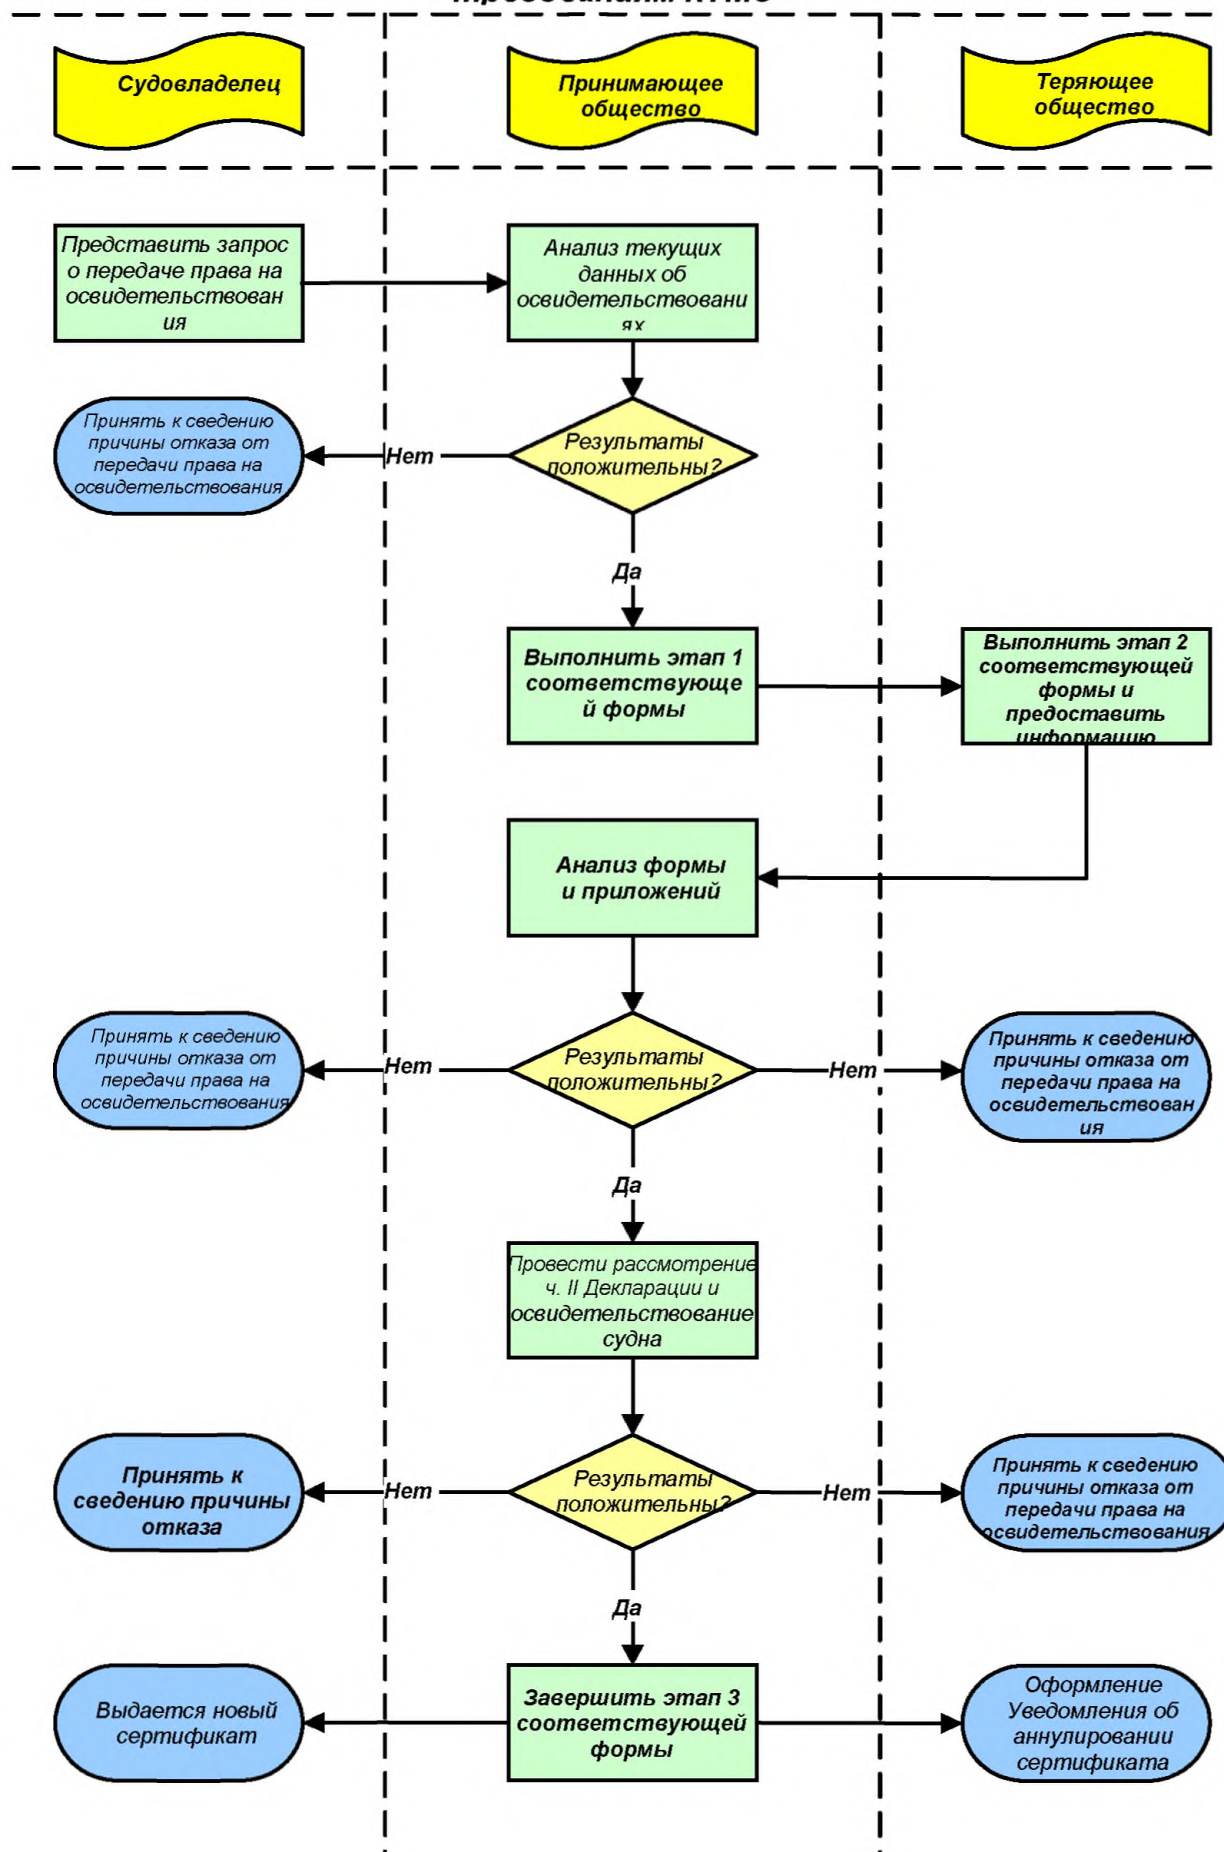 Судовладелец
Принимающее
общество
Теряющее
общество
Представить запрос
о передаче права на
освидетельствован
ия
Анализ текущих
данных об
освидетельствовани
ях
Принять к сведению
причины отказа от
передачи права на
освидетельствования
Нет
Результаты
положительны?
Да
Выполнить этап 1
соответствующе
й формы
Выполнить этап 2
соответствующей
формы и
предоставить
информацию
Анализ формы
и приложений
Принять к сведению
причины отказа от
передачи права на
освидетельствования
Нет
Результаты
положительны?
Нет
Принять к сведению
причины отказа от
передачи права на
освидетельствован
ия
Да
Провести рассмотрение
ч. II Декларации и
освидетельствование
судна
Принять к
сведению причины
отказа
Нет
Результаты
положительны?
Нет
Принять к сведению
причины отказа от
передачи права на
освидетельствования
Да
Выдается новый
сертификат
Завершить этап 3
соответствующей
формы
Оформление
Уведомления об
аннулировании
сертификата